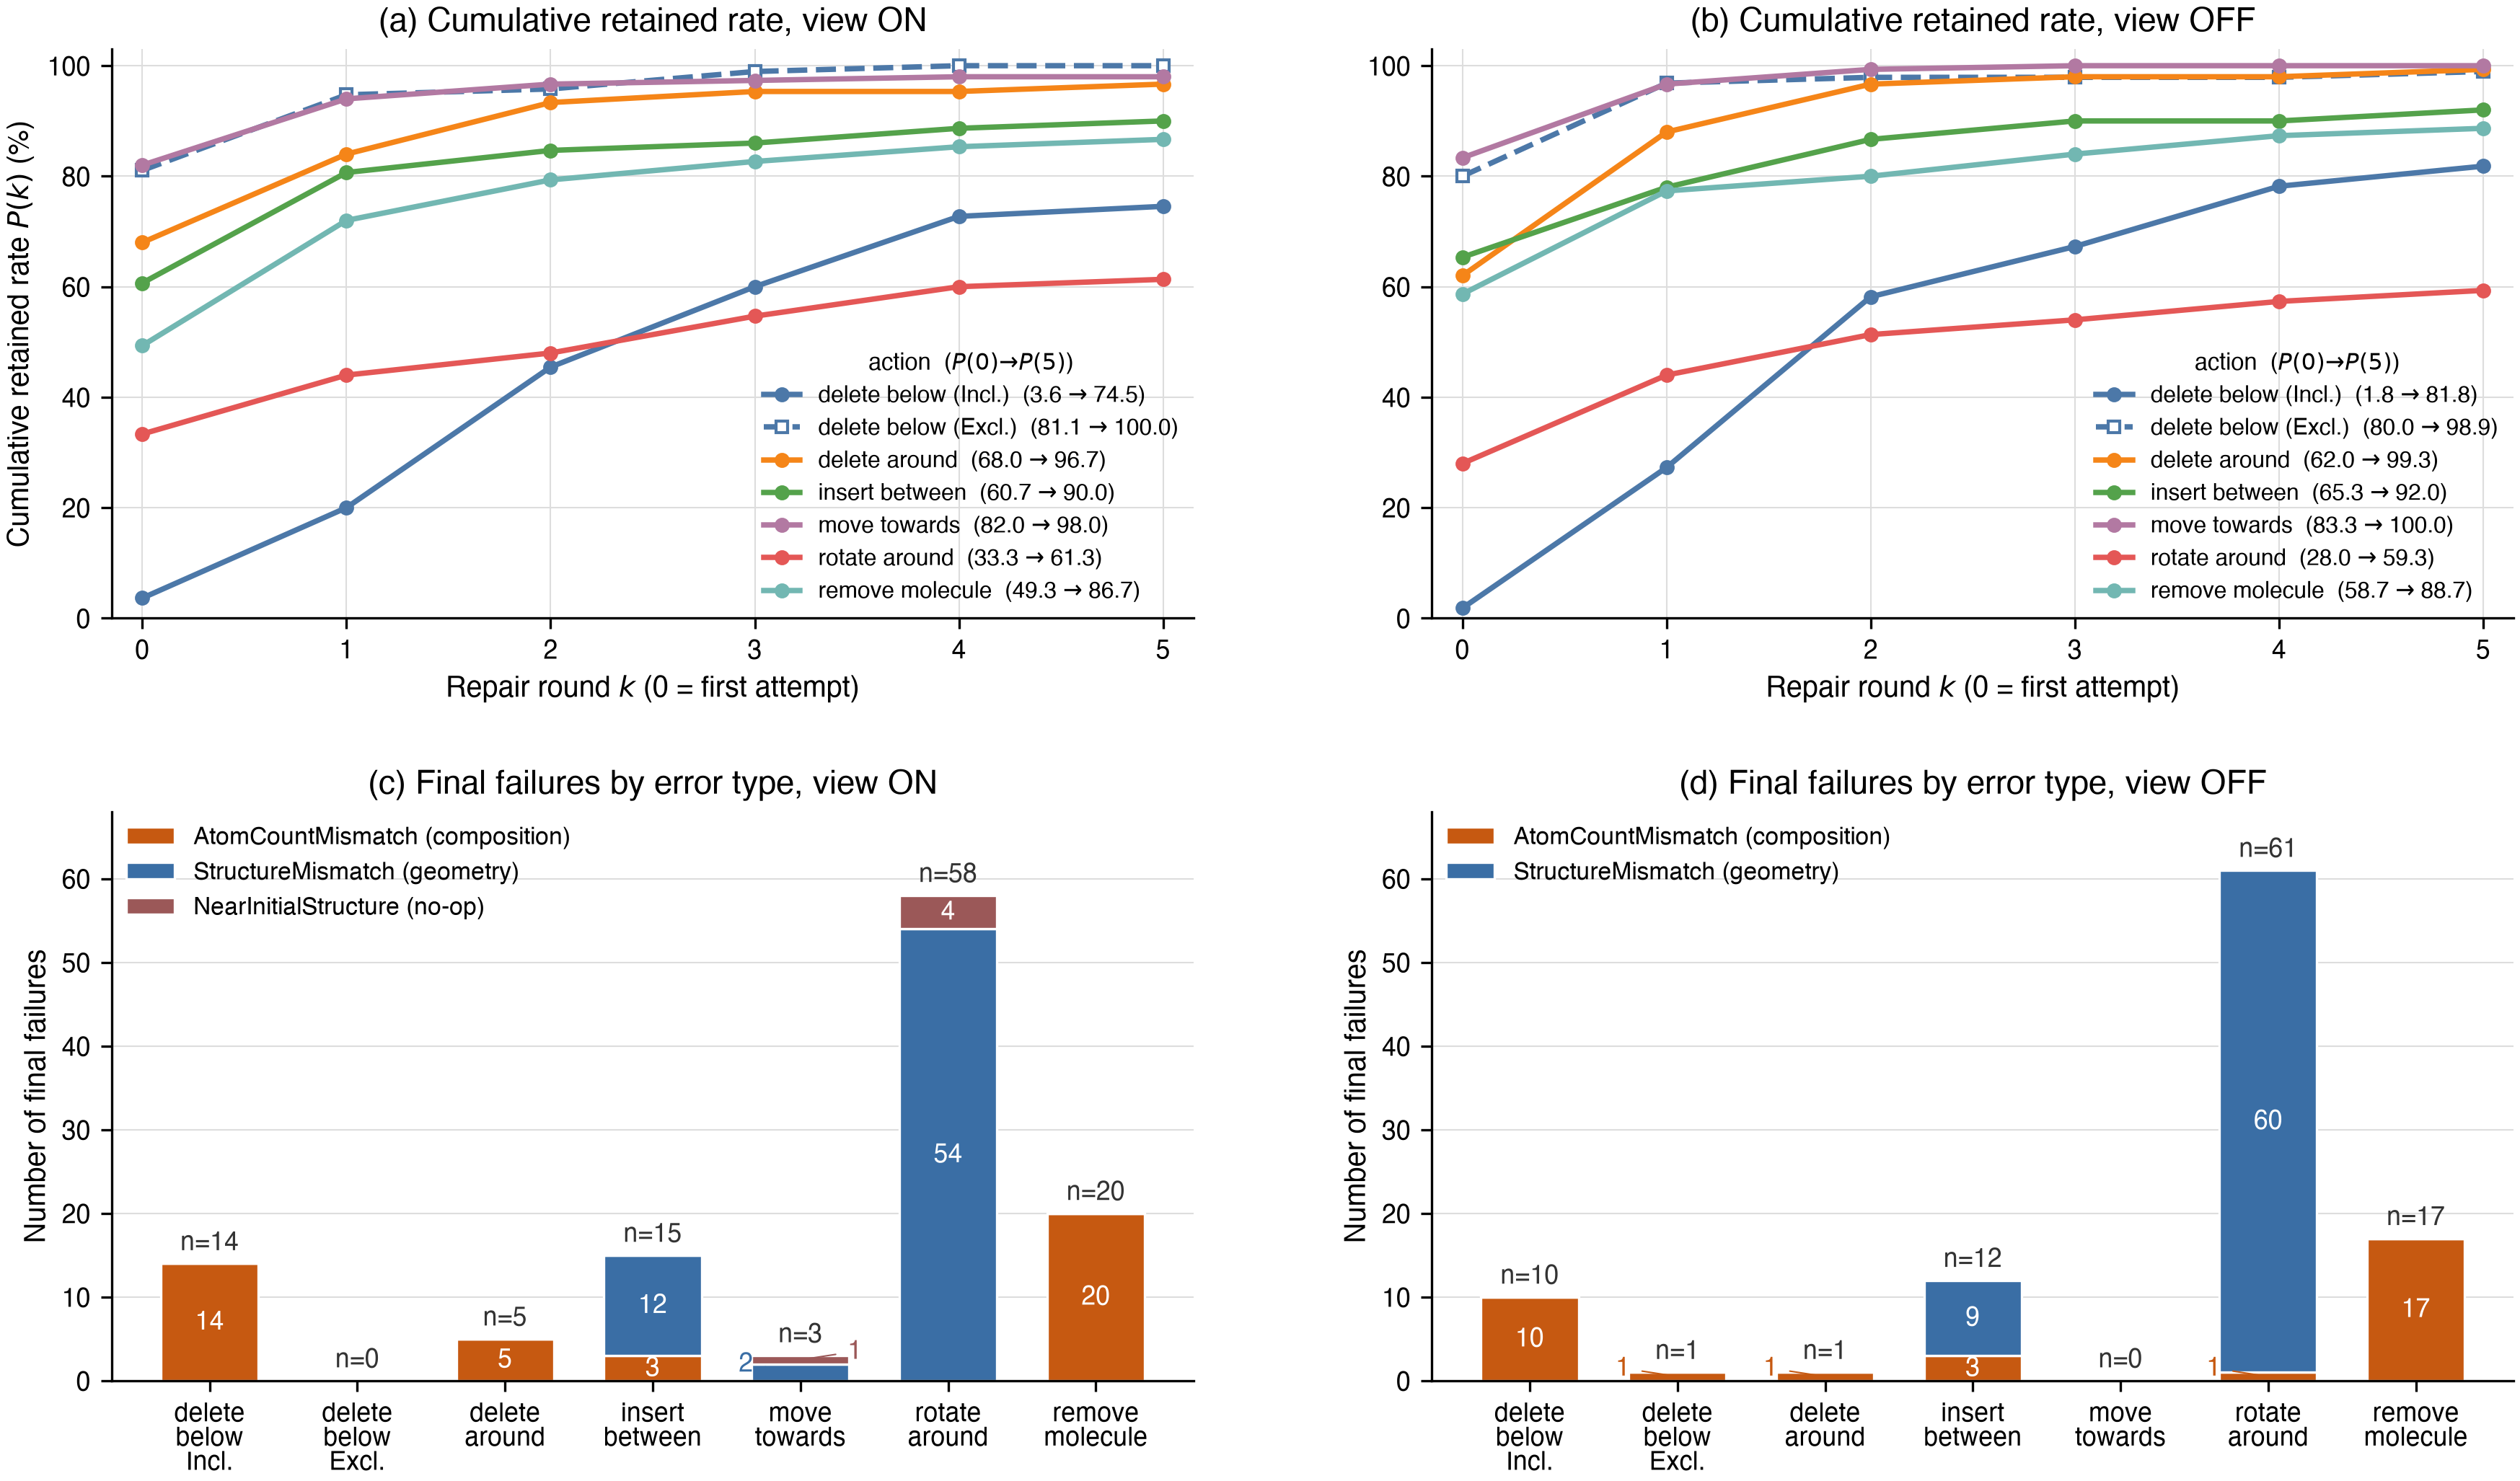 (a) Cumulative retained rate, view ON
Cumulative retained rate P(k) (%)
100
80
60
40
20
0
0 1 2 3 4 5
Repair round k (0 = first attempt)
action (P(0)→P(5))
delete below (Incl.) (3.6 → 74.5)
delete below (Excl.) (81.1 → 100.0)
delete around (68.0 → 96.7)
insert between (60.7 → 90.0)
move towards (82.0 → 98.0)
rotate around (33.3 → 61.3)
remove molecule (49.3 → 86.7)
(b) Cumulative retained rate, view OFF
100
80
60
40
20
0
0 1 2 3 4 5
Repair round k (0 = first attempt)
action (P(0)→P(5))
delete below (Incl.) (1.8 → 81.8)
delete below (Excl.) (80.0 → 98.9)
delete around (62.0 → 99.3)
insert between (65.3 → 92.0)
move towards (83.3 → 100.0)
rotate around (28.0 → 59.3)
remove molecule (58.7 → 88.7)
(c) Final failures by error type, view ON
AtomCountMismatch (composition)
StructureMismatch (geometry)
NearInitialStructure (no-op)
Number of final failures
60
50
40
30
20
10
0
n=14
14
n=0
n=5
5
n=15
12
3
n=3
2
1
n=58
4
54
n=20
20
delete
below
Incl.
delete
below
Excl.
delete
around
insert
between
move
towards
rotate
around
remove
molecule
(d) Final failures by error type, view OFF
AtomCountMismatch (composition)
StructureMismatch (geometry)
Number of final failures
60
50
40
30
20
10
0
n=10
10
n=1
1
n=1
1
n=12
9
3
n=0
n=61
60
1
n=17
17
delete
below
Incl.
delete
below
Excl.
delete
around
insert
between
move
towards
rotate
around
remove
molecule